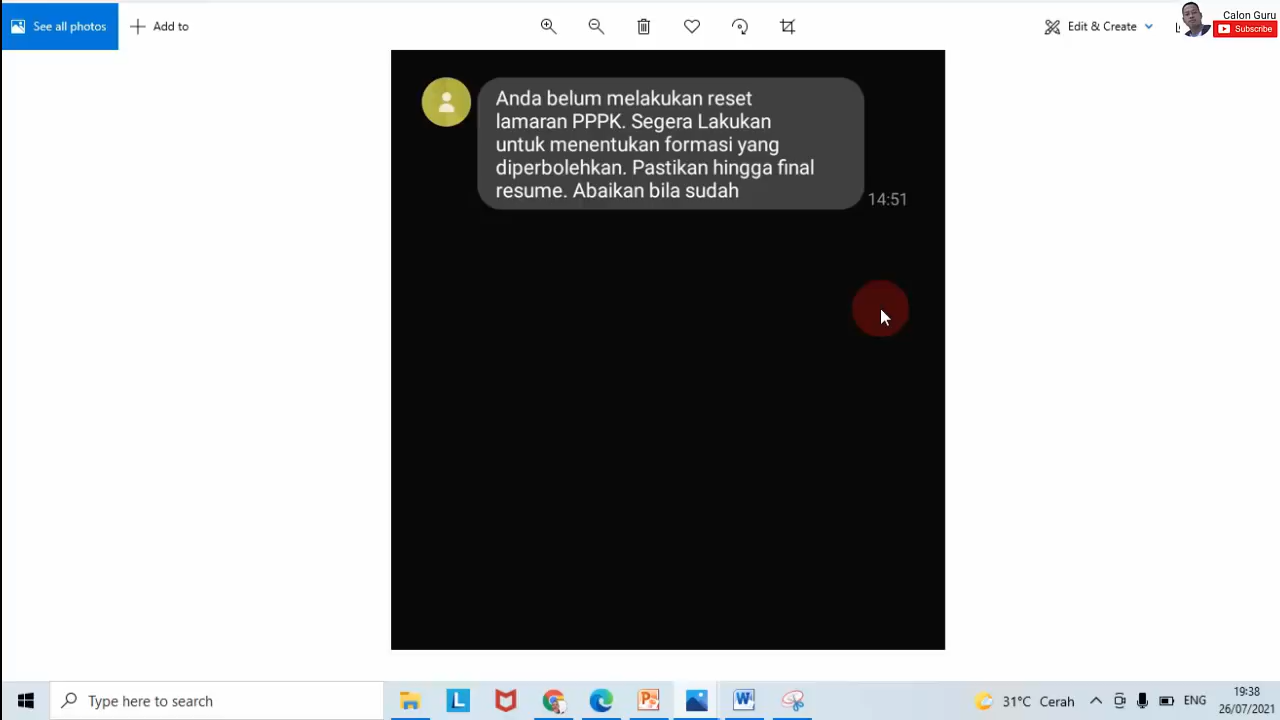 See all photos
Add to
Edit & Create
Calon Guru
Subscribe
Anda belum melakukan reset
lamaran PPPK. Segera Lakukan
untuk menentukan formasi yang
diperbolehkan. Pastikan hingga final
resume. Abaikan bila sudah
14:51
Type here to search
31°C Cerah
ENG
19:38
26/07/2021